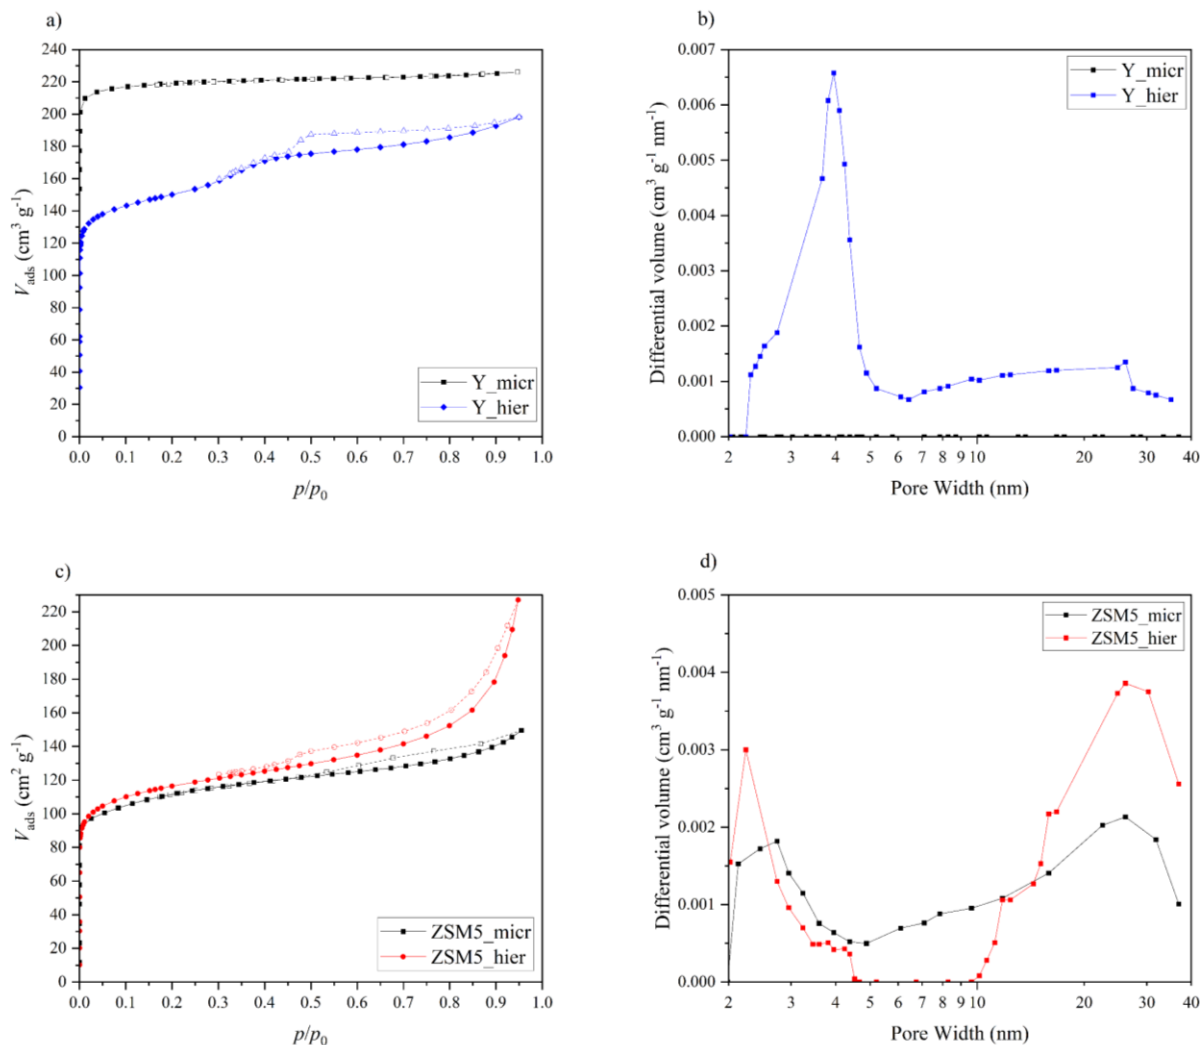 a)
240
220
200
180
160
140
120
100
80
60
40
20
0
0.0 0.1 0.2 0.3 0.4 0.5 0.6 0.7 0.8 0.9 1.0
V_ads (cm³ g⁻¹)
p/p₀
Y_micr
Y_hier
b)
0.007
0.006
0.005
0.004
0.003
0.002
0.001
0.000
2 3 4 5 6 7 8 9 10 20 30 40
Differential volume (cm³ g⁻¹ nm⁻¹)
Pore Width (nm)
Y_micr
Y_hier
c)
220
200
180
160
140
120
100
80
60
40
20
0
0.0 0.1 0.2 0.3 0.4 0.5 0.6 0.7 0.8 0.9 1.0
V_ads (cm² g⁻¹)
p/p₀
ZSM5_micr
ZSM5_hier
d)
0.005
0.004
0.003
0.002
0.001
0.000
2 3 4 5 6 7 8 9 10 20 30 40
Differential volume (cm³ g⁻¹ nm⁻¹)
Pore Width (nm)
ZSM5_micr
ZSM5_hier